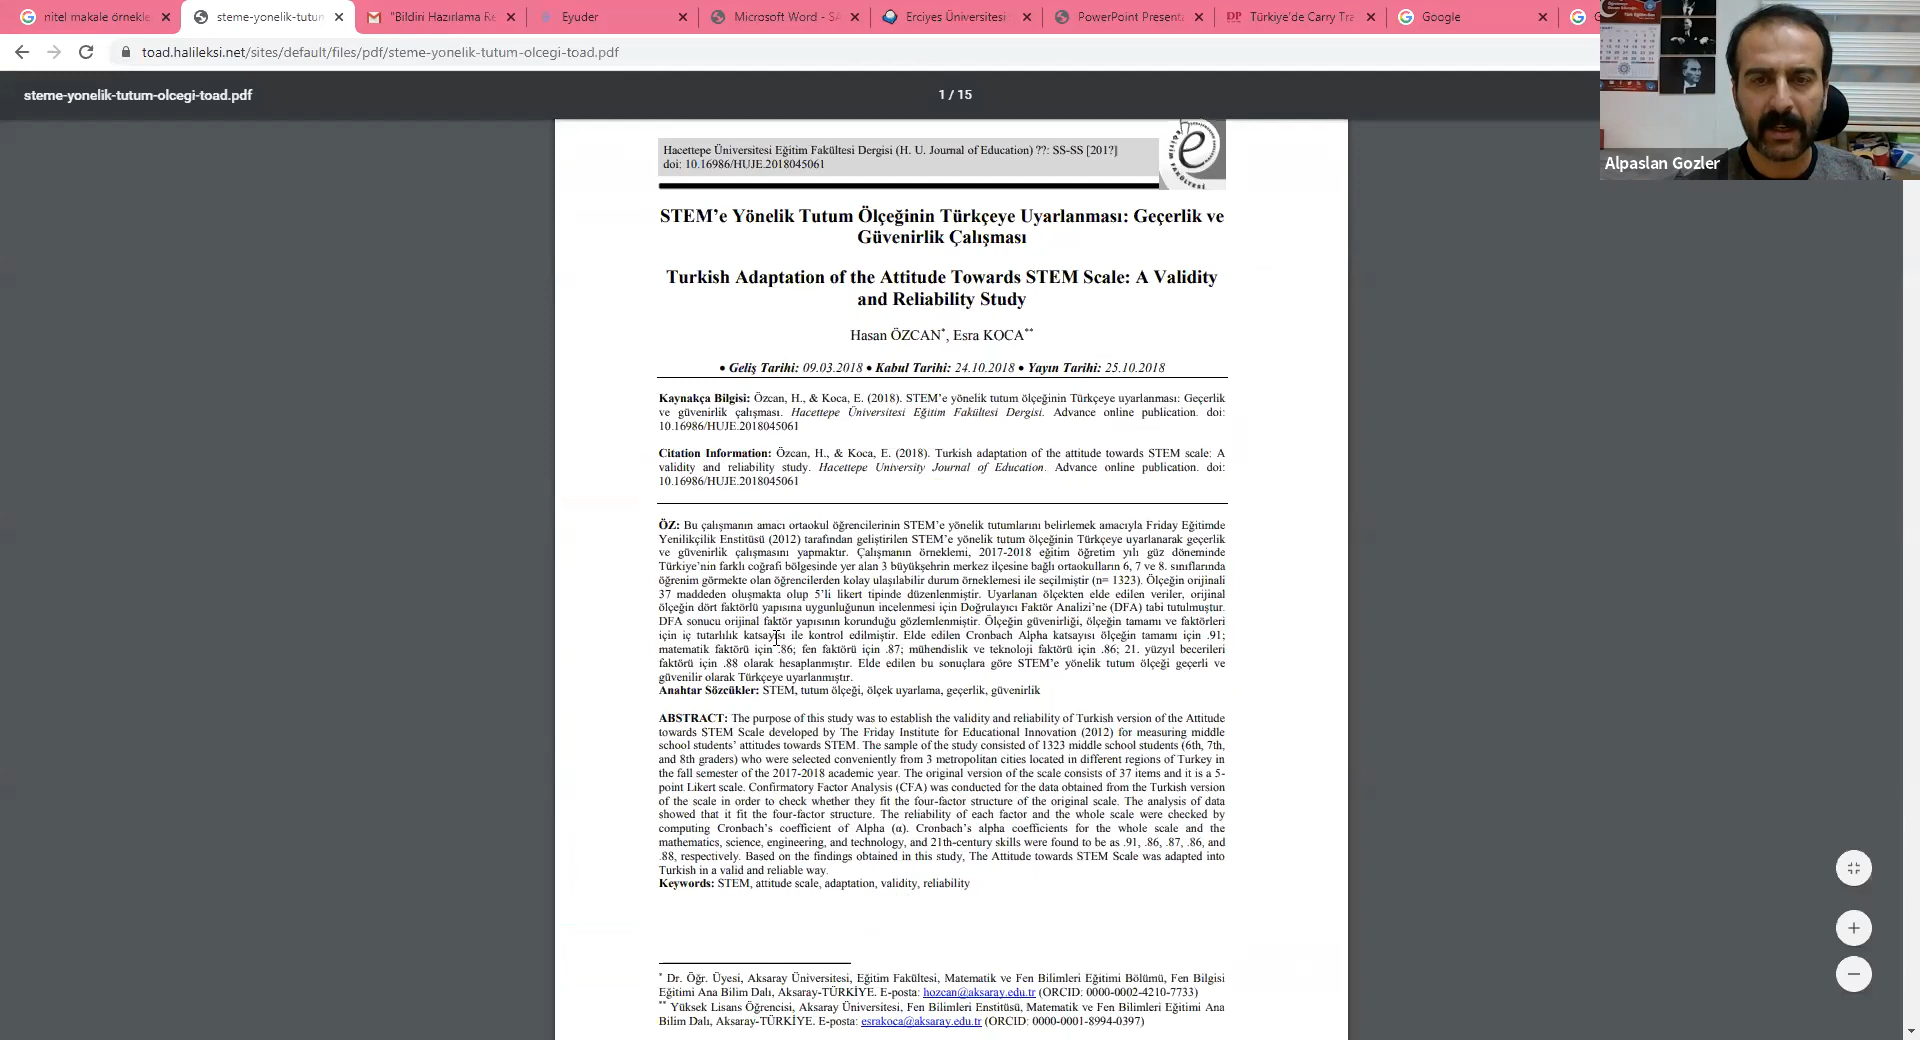 nitel makale örnekle
steme-yonelik-tutun
"Bildiri Hazırlama R
Eyuder
Microsoft Word - SA
Erciyes Üniversitesi
PowerPoint Present
Türkiye'de Carry Tra
Google
toad.halileksi.net/sites/default/files/pdf/steme-yonelik-tutum-olcegi-toad.pdf
steme-yonelik-tutum-olcegi-toad.pdf
1 / 15
Alpaslan Gozler
Hacettepe Üniversitesi Eğitim Fakültesi Dergisi (H. U. Journal of Education) ??: SS-SS [201?]
doi: 10.16986/HUJE.2018045061
STEM'e Yönelik Tutum Ölçeğinin Türkçeye Uyarlanması: Geçerlik ve
Güvenirlik Çalışması
Turkish Adaptation of the Attitude Towards STEM Scale: A Validity
and Reliability Study
Hasan ÖZCAN*, Esra KOCA**
• Geliş Tarihi: 09.03.2018 • Kabul Tarihi: 24.10.2018 • Yayın Tarihi: 25.10.2018
Kaynakça Bilgisi: Özcan, H., & Koca, E. (2018). STEM'e yönelik tutum ölçeğinin Türkçeye uyarlanması: Geçerlik
ve güvenirlik çalışması. Hacettepe Üniversitesi Eğitim Fakültesi Dergisi. Advance online publication. doi:
10.16986/HUJE.2018045061
Citation Information: Özcan, H., & Koca, E. (2018). Turkish adaptation of the attitude towards STEM scale: A
validity and reliability study. Hacettepe University Journal of Education. Advance online publication. doi:
10.16986/HUJE.2018045061
ÖZ: Bu çalışmanın amacı ortaokul öğrencilerinin STEM'e yönelik tutumlarını belirlemek amacıyla Friday Eğitimde
Yenilikçilik Enstitüsü (2012) tarafından geliştirilen STEM'e yönelik tutum ölçeğinin Türkçeye uyarlanarak geçerlik
ve güvenirlik çalışmasını yapmaktır. Çalışmanın örneklemi, 2017-2018 eğitim öğretim yılı güz döneminde
Türkiye'nin farklı coğrafi bölgesinde yer alan 3 büyükşehrin merkez ilçesine bağlı ortaokulların 6, 7 ve 8. sınıflarında
öğrenim görmekte olan öğrencilerden kolay ulaşılabilir durum örneklemesi ile seçilmiştir (n= 1323). Ölçeğin orijinali
37 maddeden oluşmakta olup 5'li likert tipinde düzenlenmiştir. Uyarlanan ölçekten elde edilen veriler, orijinal
ölçeğin dört faktörlü yapısına uygunluğunun incelenmesi için Doğrulayıcı Faktör Analizi'ne (DFA) tabi tutulmuştur.
DFA sonucu orijinal faktör yapısının korunduğu gözlemlenmiştir. Ölçeğin güvenirliği, ölçeğin tamamı ve faktörleri
için iç tutarlılık katsayısı ile kontrol edilmiştir. Elde edilen Cronbach Alpha katsayısı ölçeğin tamamı için .91;
matematik faktörü için .86; fen faktörü için .87; mühendislik ve teknoloji faktörü için .86; 21. yüzyıl becerileri
faktörü için .88 olarak hesaplanmıştır. Elde edilen bu sonuçlara göre STEM'e yönelik tutum ölçeği geçerli ve
güvenilir olarak Türkçeye uyarlanmıştır.
Anahtar Sözcükler: STEM, tutum ölçeği, ölçek uyarlama, geçerlik, güvenirlik
ABSTRACT: The purpose of this study was to establish the validity and reliability of Turkish version of the Attitude
towards STEM Scale developed by The Friday Institute for Educational Innovation (2012) for measuring middle
school students' attitudes towards STEM. The sample of the study consisted of 1323 middle school students (6th, 7th,
and 8th graders) who were selected conveniently from 3 metropolitan cities located in different regions of Turkey in
the fall semester of the 2017-2018 academic year. The original version of the scale consists of 37 items and it is a 5-
point Likert scale. Confirmatory Factor Analysis (CFA) was conducted for the data obtained from the Turkish version
of the scale in order to check whether they fit the four-factor structure of the original scale. The analysis of data
showed that it fit the four-factor structure. The reliability of each factor and the whole scale were checked by
computing Cronbach's coefficient of Alpha (α). Cronbach's alpha coefficients for the whole scale and the
mathematics, science, engineering, and technology, and 21th-century skills were found to be as .91, .86, .87, .86, and
.88, respectively. Based on the findings obtained in this study, The Attitude towards STEM Scale was adapted into
Turkish in a valid and reliable way.
Keywords: STEM, attitude scale, adaptation, validity, reliability
* Dr. Öğr. Üyesi, Aksaray Üniversitesi, Eğitim Fakültesi, Matematik ve Fen Bilimleri Eğitimi Bölümü, Fen Bilgisi
Eğitimi Ana Bilim Dalı, Aksaray-TÜRKİYE. E-posta: hozcan@aksaray.edu.tr (ORCID: 0000-0002-4210-7733)
** Yüksek Lisans Öğrencisi, Aksaray Üniversitesi, Fen Bilimleri Enstitüsü, Matematik ve Fen Bilimleri Eğitimi Ana
Bilim Dalı, Aksaray-TÜRKİYE. E-posta: esrakoca@aksaray.edu.tr (ORCID: 0000-0001-8994-0397)